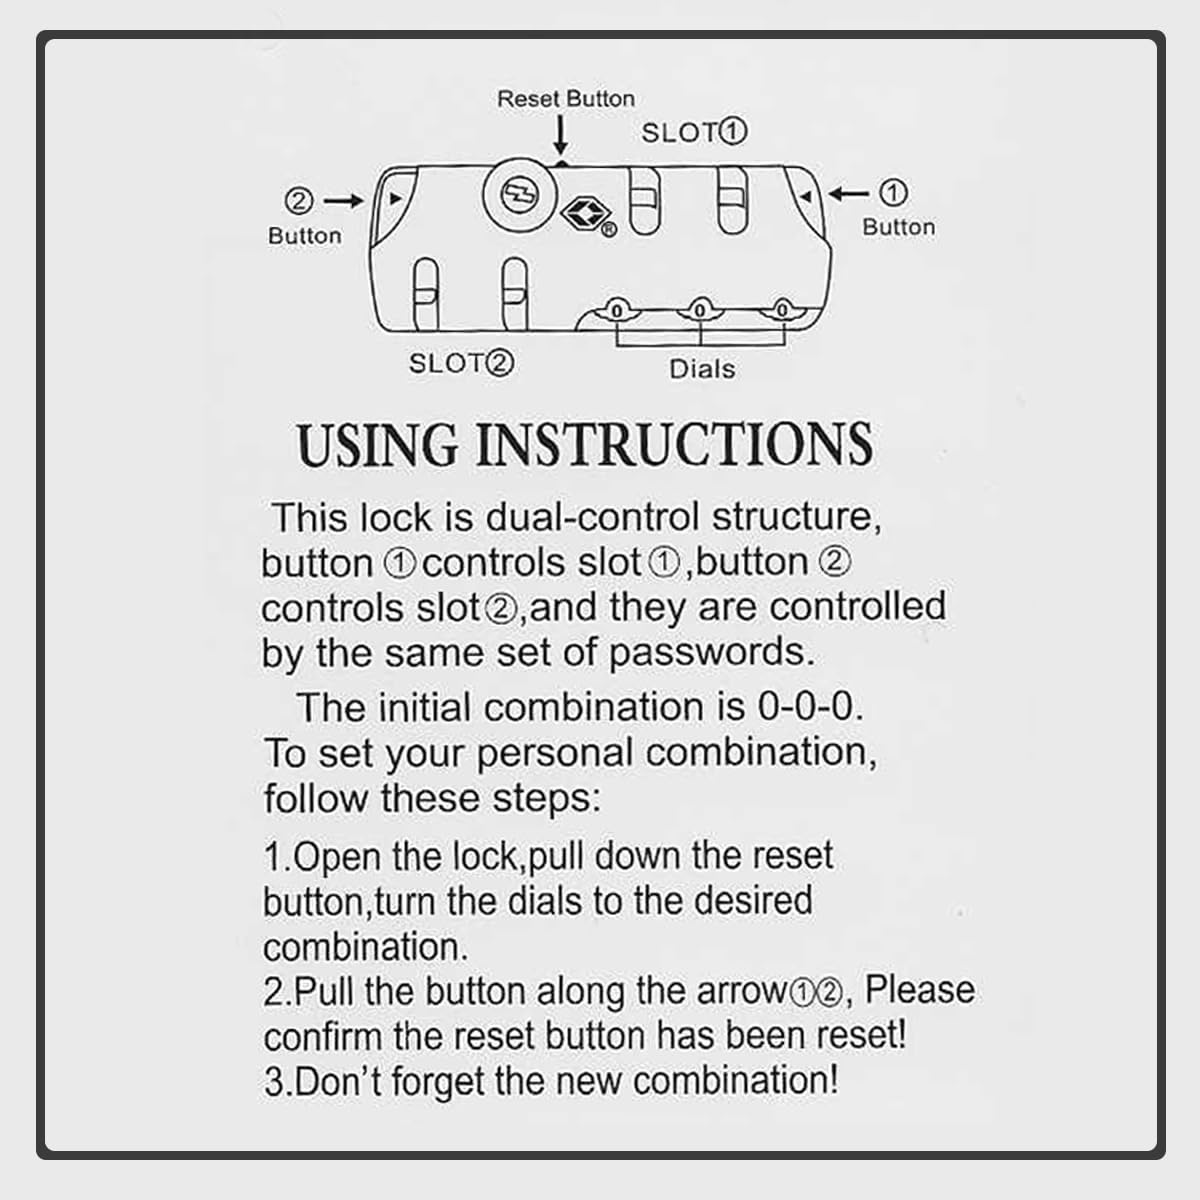 Reset Button
SLOT①
② Button
① Button
®
0 0 0
SLOT②
Dials
USING INSTRUCTIONS
This lock is dual-control structure,
button ①controls slot①,button ②
controls slot②,and they are controlled
by the same set of passwords.
The initial combination is 0-0-0.
To set your personal combination,
follow these steps:
1.Open the lock,pull down the reset
button,turn the dials to the desired
combination.
2.Pull the button along the arrow①②, Please
confirm the reset button has been reset!
3.Don't forget the new combination!